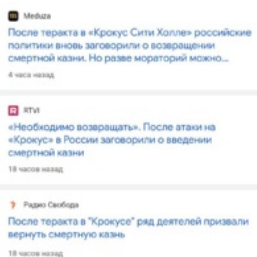 Meduza
После теракта в «Крокус Сити Холле» российские
политики вновь заговорили о возвращении
смертной казни. Но разве мораторий можно...
4 часа назад
RTVI
«Необходимо возвращать». После атаки на
«Крокус» в России заговорили о введении
смертной казни
18 часов назад
Радио Свобода
После теракта в "Крокусе" ряд деятелей призвали
вернуть смертную казнь
18 часов назад